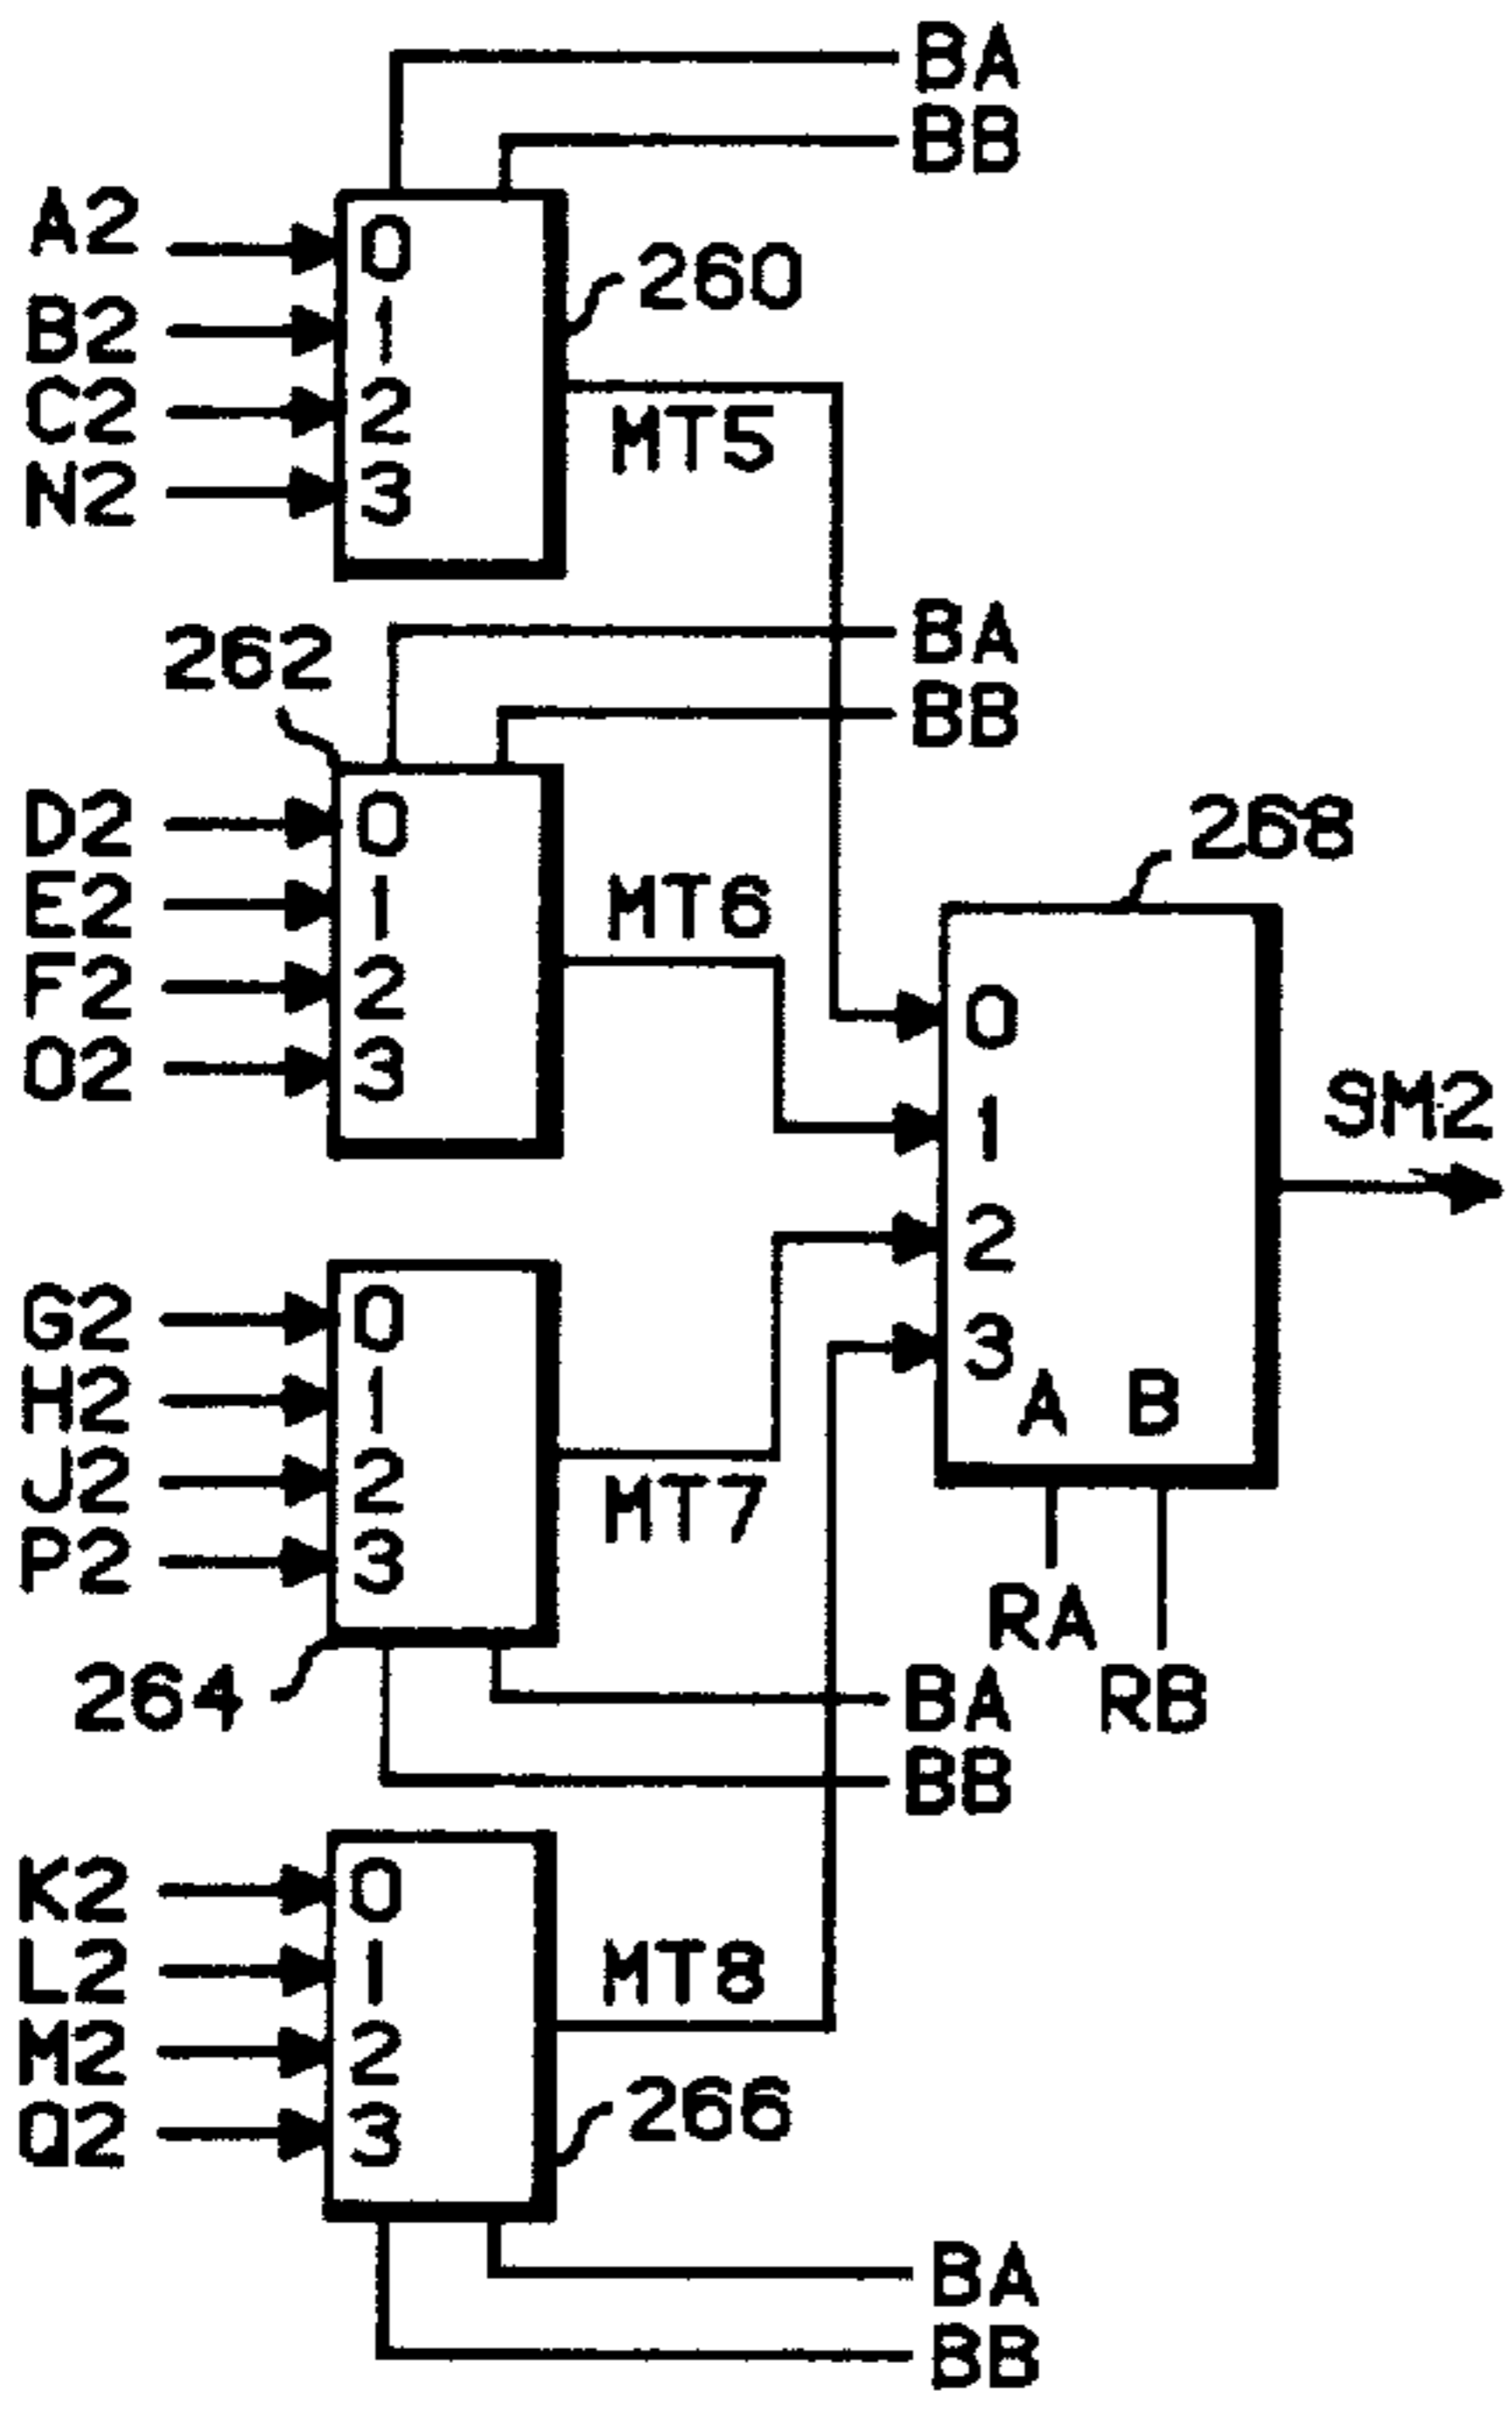 BA
BB
A2 0 260
B2 1
C2 2 MT5
N2 3
262 BA
BB
D2 0 268
E2 1 MT6
F2 2 0
O2 3 SM2
1
2
G2 0 3
H2 1 A B
J2 2 MT7
P2 3 RA
264 BA RB
BB
K2 0
L2 1 MT8
M2 2 266
Q2 3
BA
BB